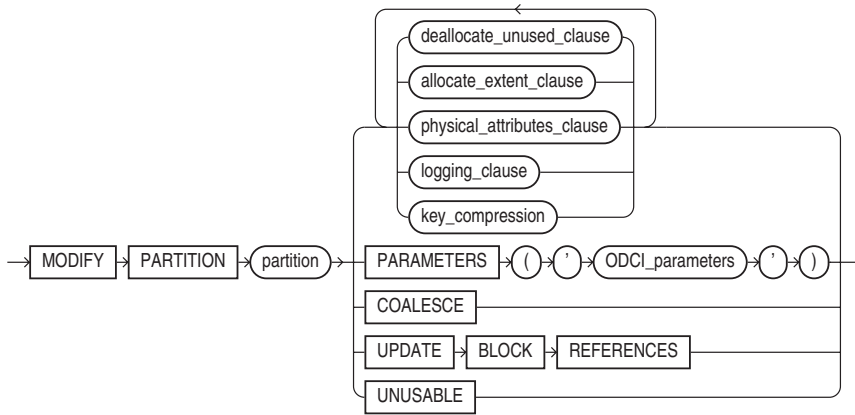 deallocate_unused_clause
allocate_extent_clause
physical_attributes_clause
logging_clause
key_compression
MODIFY PARTITION partition PARAMETERS ( ' ODCI_parameters ' )
COALESCE
UPDATE BLOCK REFERENCES
UNUSABLE